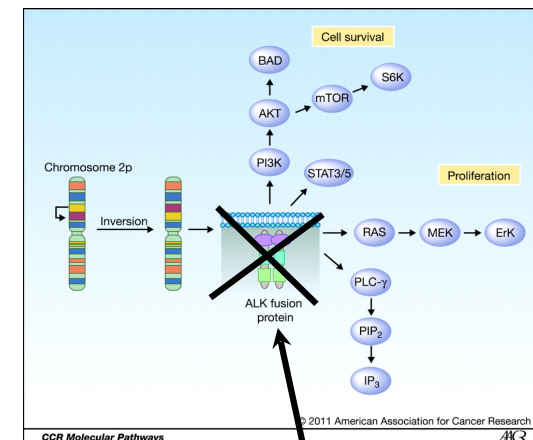 Cell survival
BAD
S6K
mTOR
AKT
PI3K
STAT3/5
Chromosome 2p
Proliferation
Inversion
RAS
MEK
ErK
PLC-γ
ALK fusion
protein
PIP₂
IP₃
© 2011 American Association for Cancer Research
CCR Molecular Pathways
AACR